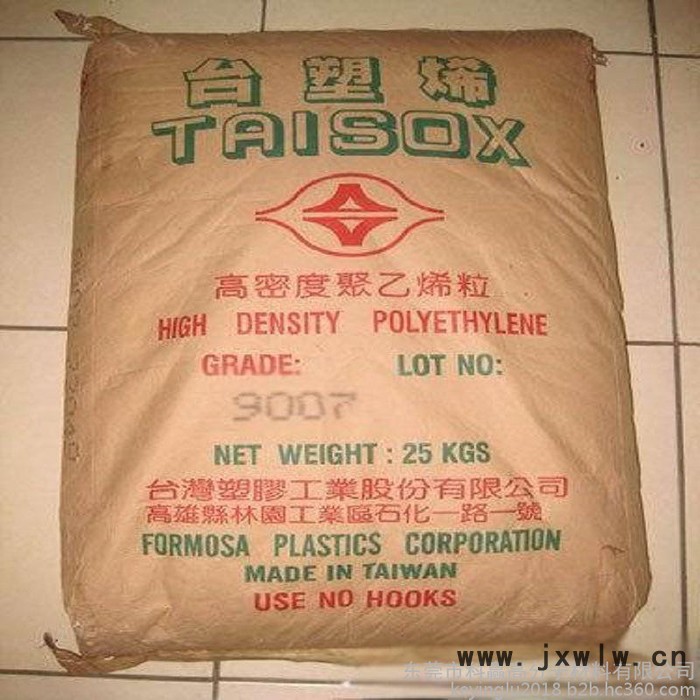 台塑烯
TAISOX
高密度聚乙烯粒
HIGH DENSITY POLYETHYLENE
GRADE: LOT NO:
9007
NET WEIGHT : 25 KGS
台灣塑膠工業股份有限公司
高雄縣林園工業區石化一路一號
FORMOSA PLASTICS CORPORATION
MADE IN TAIWAN
USE NO HOOKS
www.jxwlw.cn